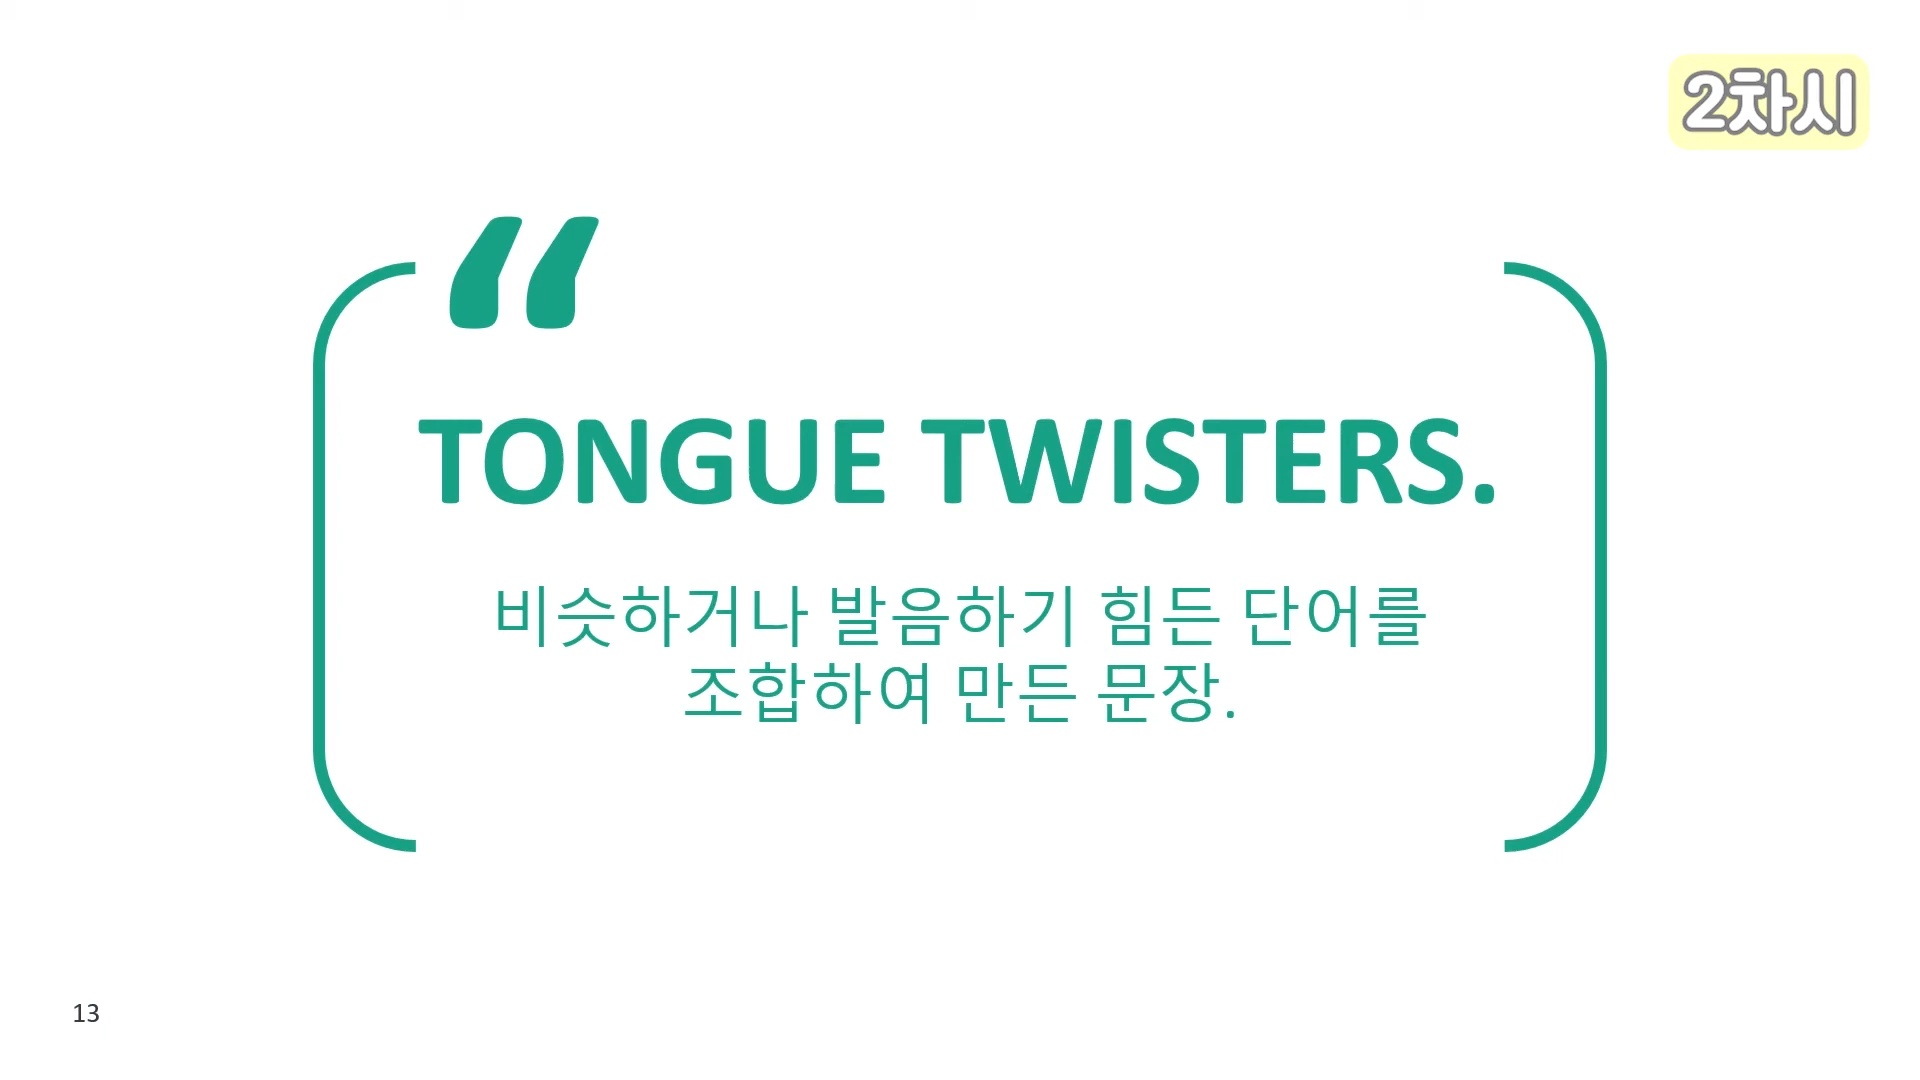 2차시
“
TONGUE TWISTERS.
비슷하거나 발음하기 힘든 단어를
조합하여 만든 문장.
13